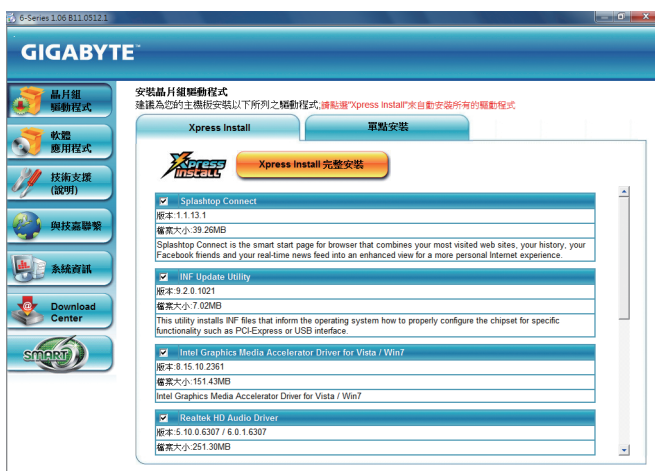 6-Series 1.06 B11.0512.1
GIGABYTE™
晶片組
驅動程式
軟體
應用程式
技術支援
(說明)
與技嘉聯繫
系統資訊
Download
Center
SMART
安裝晶片組驅動程式
建議為您的主機板安裝以下所列之驅動程式;請點選"Xpress Install"來自動安裝所有的驅動程式
Xpress Install
單點安裝
Xpress
INSTALL
Xpress Install 完整安裝
Splashtop Connect
版本:1.1.13.1
檔案大小:39.26MB
Splashtop Connect is the smart start page for browser that combines your most visited web sites, your history, your
Facebook friends and your real-time news feed into an enhanced view for a more personal Internet experience.
INF Update Utility
版本:9.2.0.1021
檔案大小:7.02MB
This utility installs INF files that inform the operating system how to properly configure the chipset for specific
functionality such as PCI-Express or USB interface.
Intel Graphics Media Accelerator Driver for Vista / Win7
版本:8.15.10.2361
檔案大小:151.43MB
Intel Graphics Media Accelerator Driver for Vista / Win7
Realtek HD Audio Driver
版本:5.10.0.6307 / 6.0.1.6307
檔案大小:251.30MB